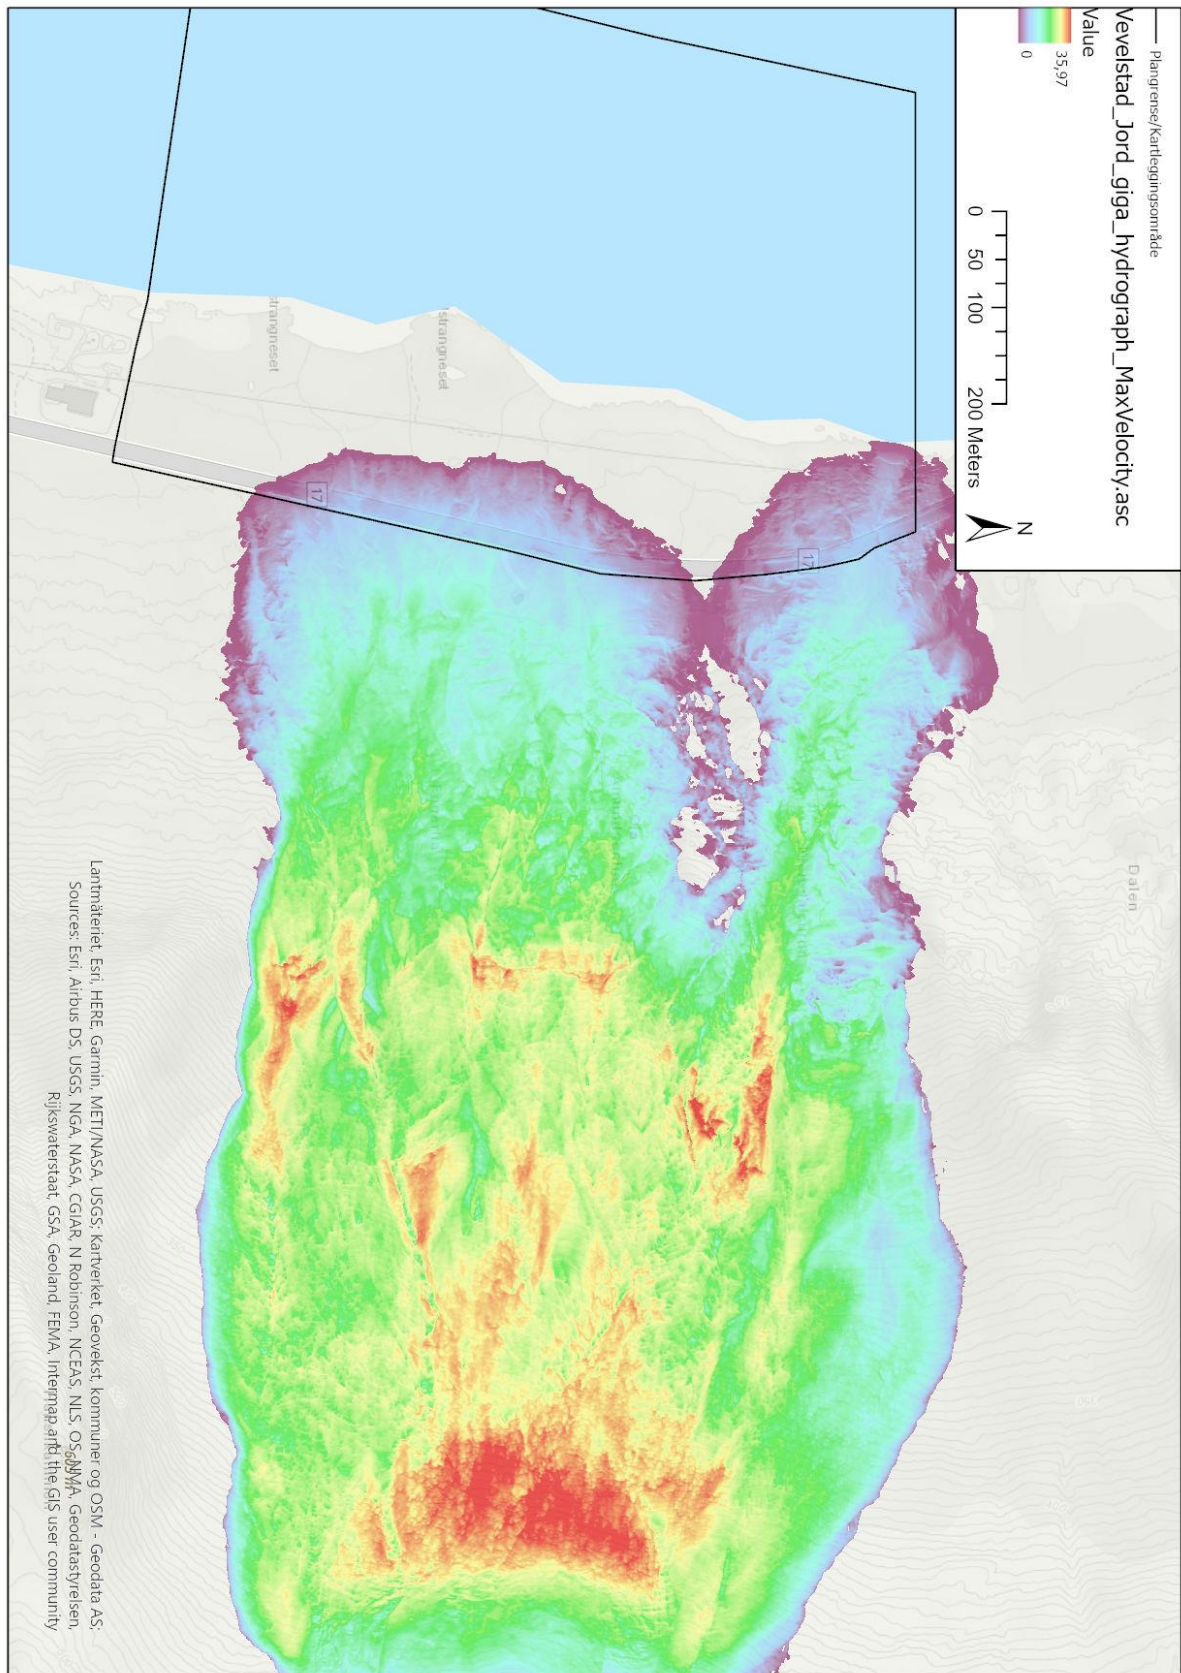 Plangrense/Kartleggingsområde
Vevelstad_Jord_giga_hydrograph_MaxVelocity.asc
Value
35,97
0
0 50 100 200 Meters
N
Dalen
17
17
Lantmäteriet, Esri, HERE, Garmin, METI/NASA, USGS; Kartverket, Geovekst, kommuner og OSM - Geodata AS;
Sources: Esri, Airbus DS, USGS, NGA, NASA, CGIAR, N Robinson, NCEAS, NLS, OS, NMA, Geodatastyrelsen,
Rijkswaterstaat, GSA, Geoland, FEMA, Intermap and the GIS user community